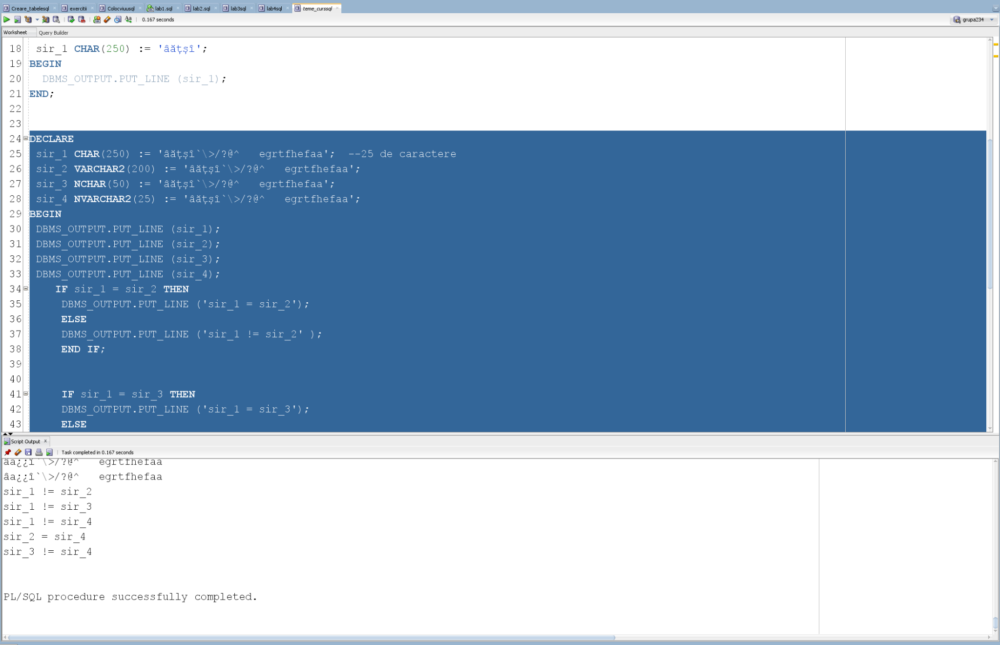 Creare_tabelesql exercitii Colocviuusql lab1.sql lab2.sql lab3sql lab4sql teme_curssql
0.167 seconds grupa234
Worksheet Query Builder
18 sir_1 CHAR(250) := 'âățșî';
19 BEGIN
20 DBMS_OUTPUT.PUT_LINE (sir_1);
21 END;
22
23
24 DECLARE
25 sir_1 CHAR(250) := 'âățșî`\>/?@^   egrtfhefaa';  --25 de caractere
26 sir_2 VARCHAR2(200) := 'âățșî`\>/?@^   egrtfhefaa';
27 sir_3 NCHAR(50) := 'âățșî`\>/?@^   egrtfhefaa';
28 sir_4 NVARCHAR2(25) := 'âățșî`\>/?@^   egrtfhefaa';
29 BEGIN
30 DBMS_OUTPUT.PUT_LINE (sir_1);
31 DBMS_OUTPUT.PUT_LINE (sir_2);
32 DBMS_OUTPUT.PUT_LINE (sir_3);
33 DBMS_OUTPUT.PUT_LINE (sir_4);
34 IF sir_1 = sir_2 THEN
35 DBMS_OUTPUT.PUT_LINE ('sir_1 = sir_2');
36 ELSE
37 DBMS_OUTPUT.PUT_LINE ('sir_1 != sir_2' );
38 END IF;
39
40
41 IF sir_1 = sir_3 THEN
42 DBMS_OUTPUT.PUT_LINE ('sir_1 = sir_3');
43 ELSE
Script Output x
Task completed in 0.167 seconds
âa¿¿î`\>/?@^   egrtfhefaa
âa¿¿î`\>/?@^   egrtfhefaa
sir_1 != sir_2
sir_1 != sir_3
sir_1 != sir_4
sir_2 = sir_4
sir_3 != sir_4
PL/SQL procedure successfully completed.